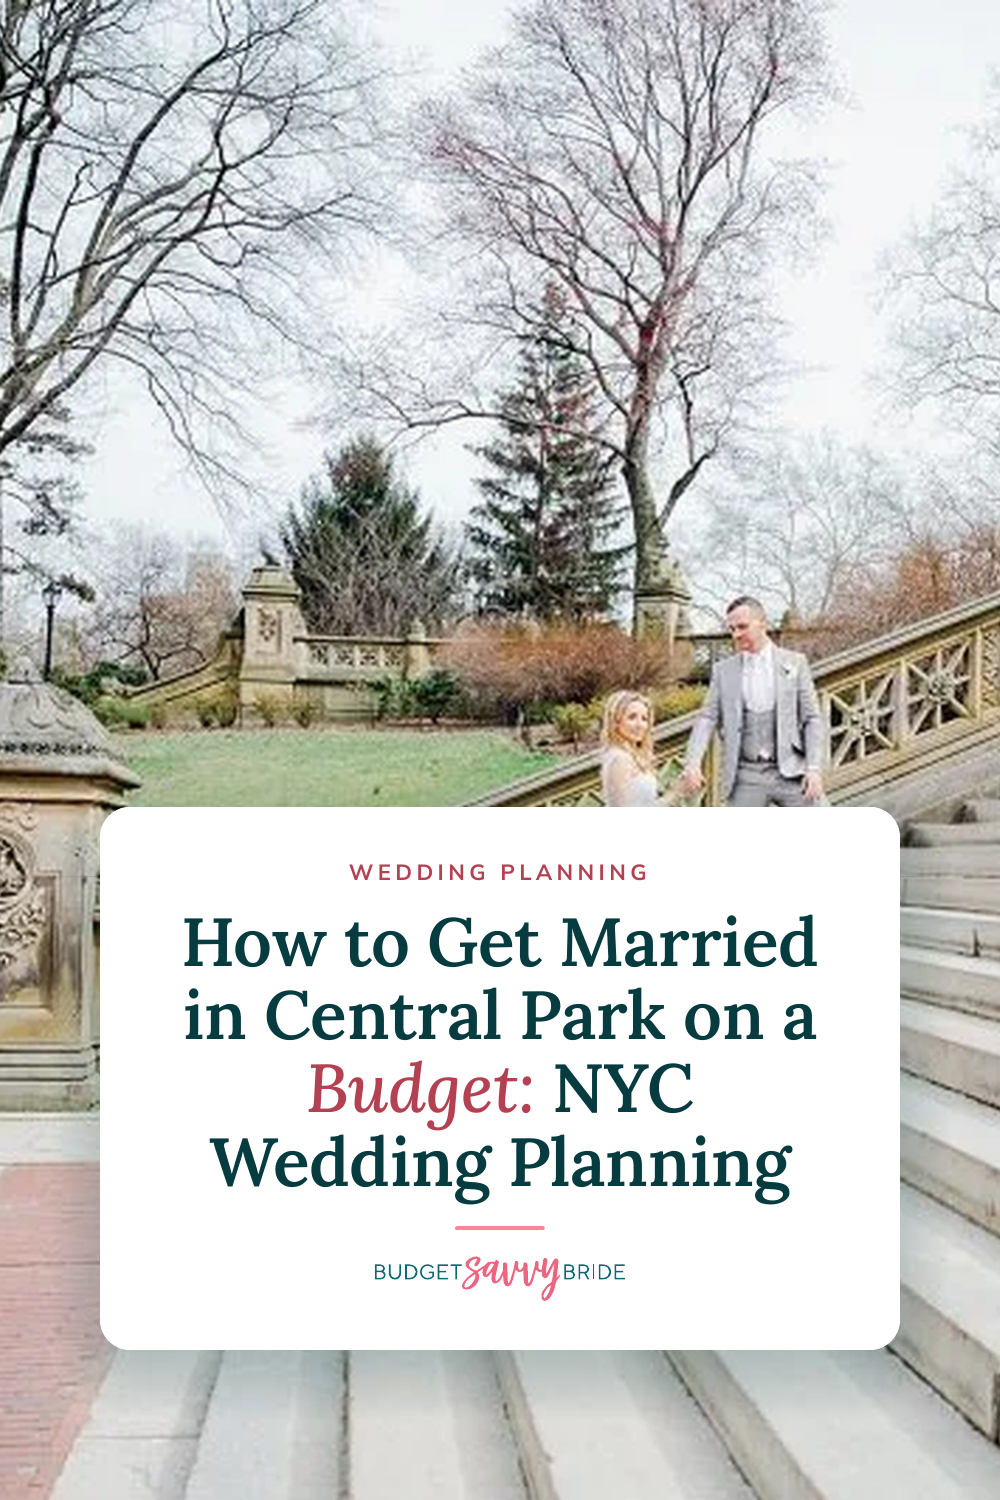 WEDDING PLANNING
How to Get Married
in Central Park on a
Budget: NYC
Wedding Planning
BUDGET savvy BRIDE